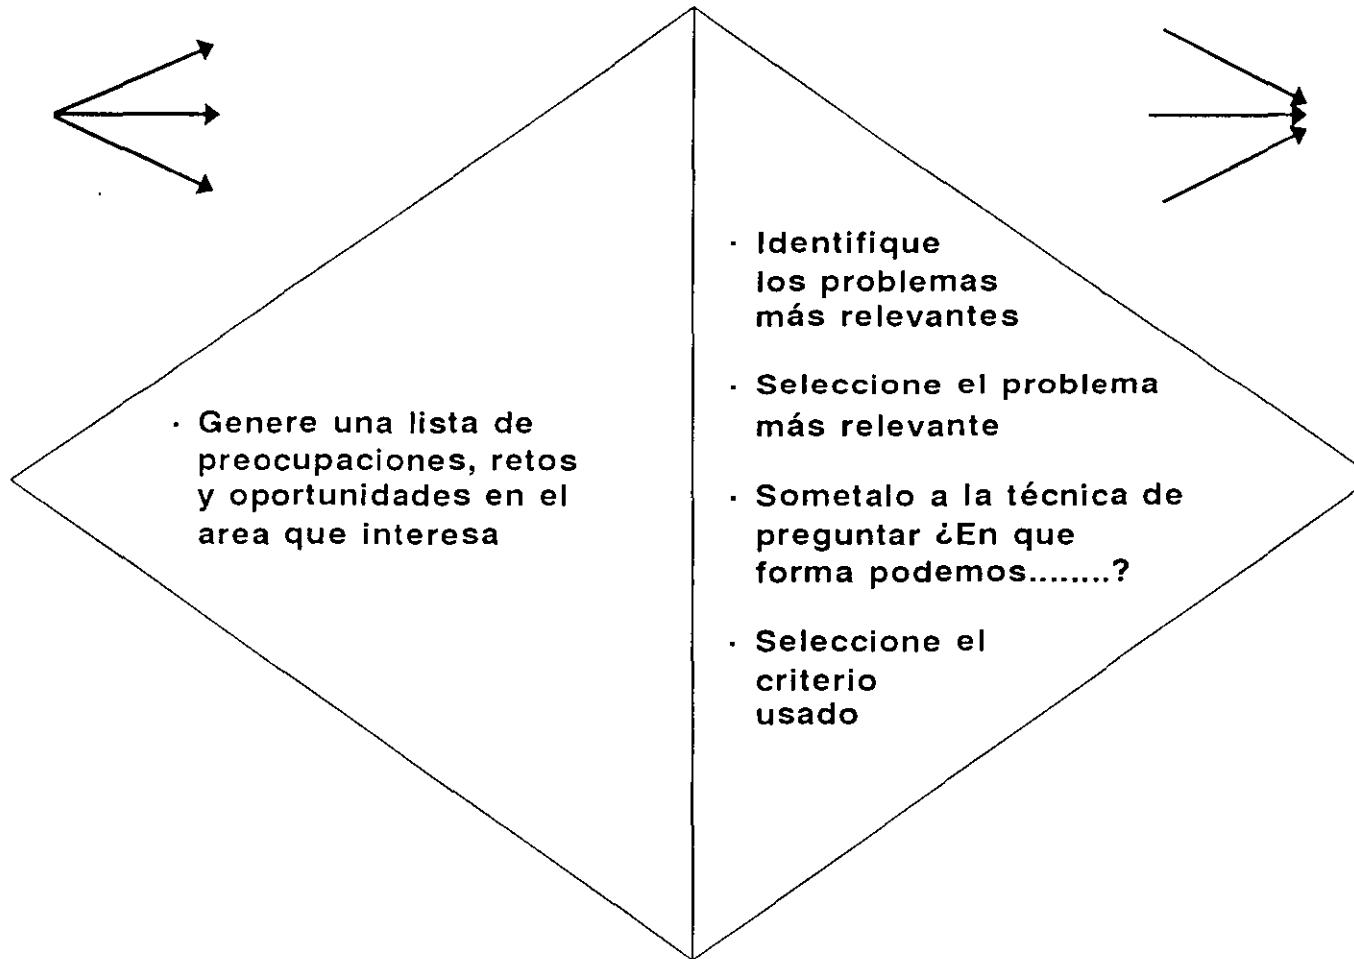 · Genere una lista de
preocupaciones, retos
y oportunidades en el
area que interesa
· Identifique
los problemas
más relevantes
· Seleccione el problema
más relevante
· Sometalo a la técnica de
preguntar ¿En que
forma podemos........?
· Seleccione el
criterio
usado